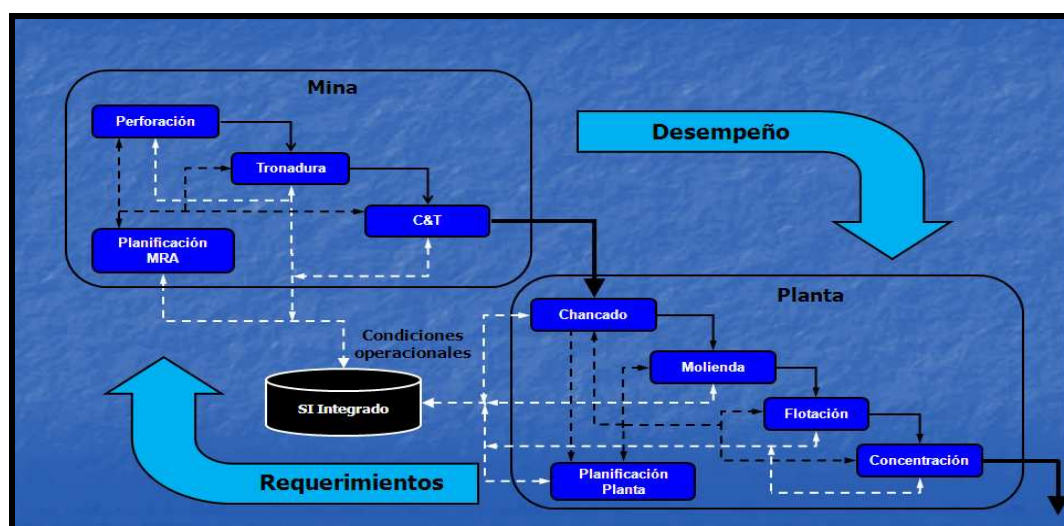 Mina
Perforación
Desempeño
Tronadura
C&T
Planificación
MRA
Planta
Chancado
Condiciones
operacionales
Molienda
SI Integrado
Flotación
Concentración
Planificación
Planta
Requerimientos